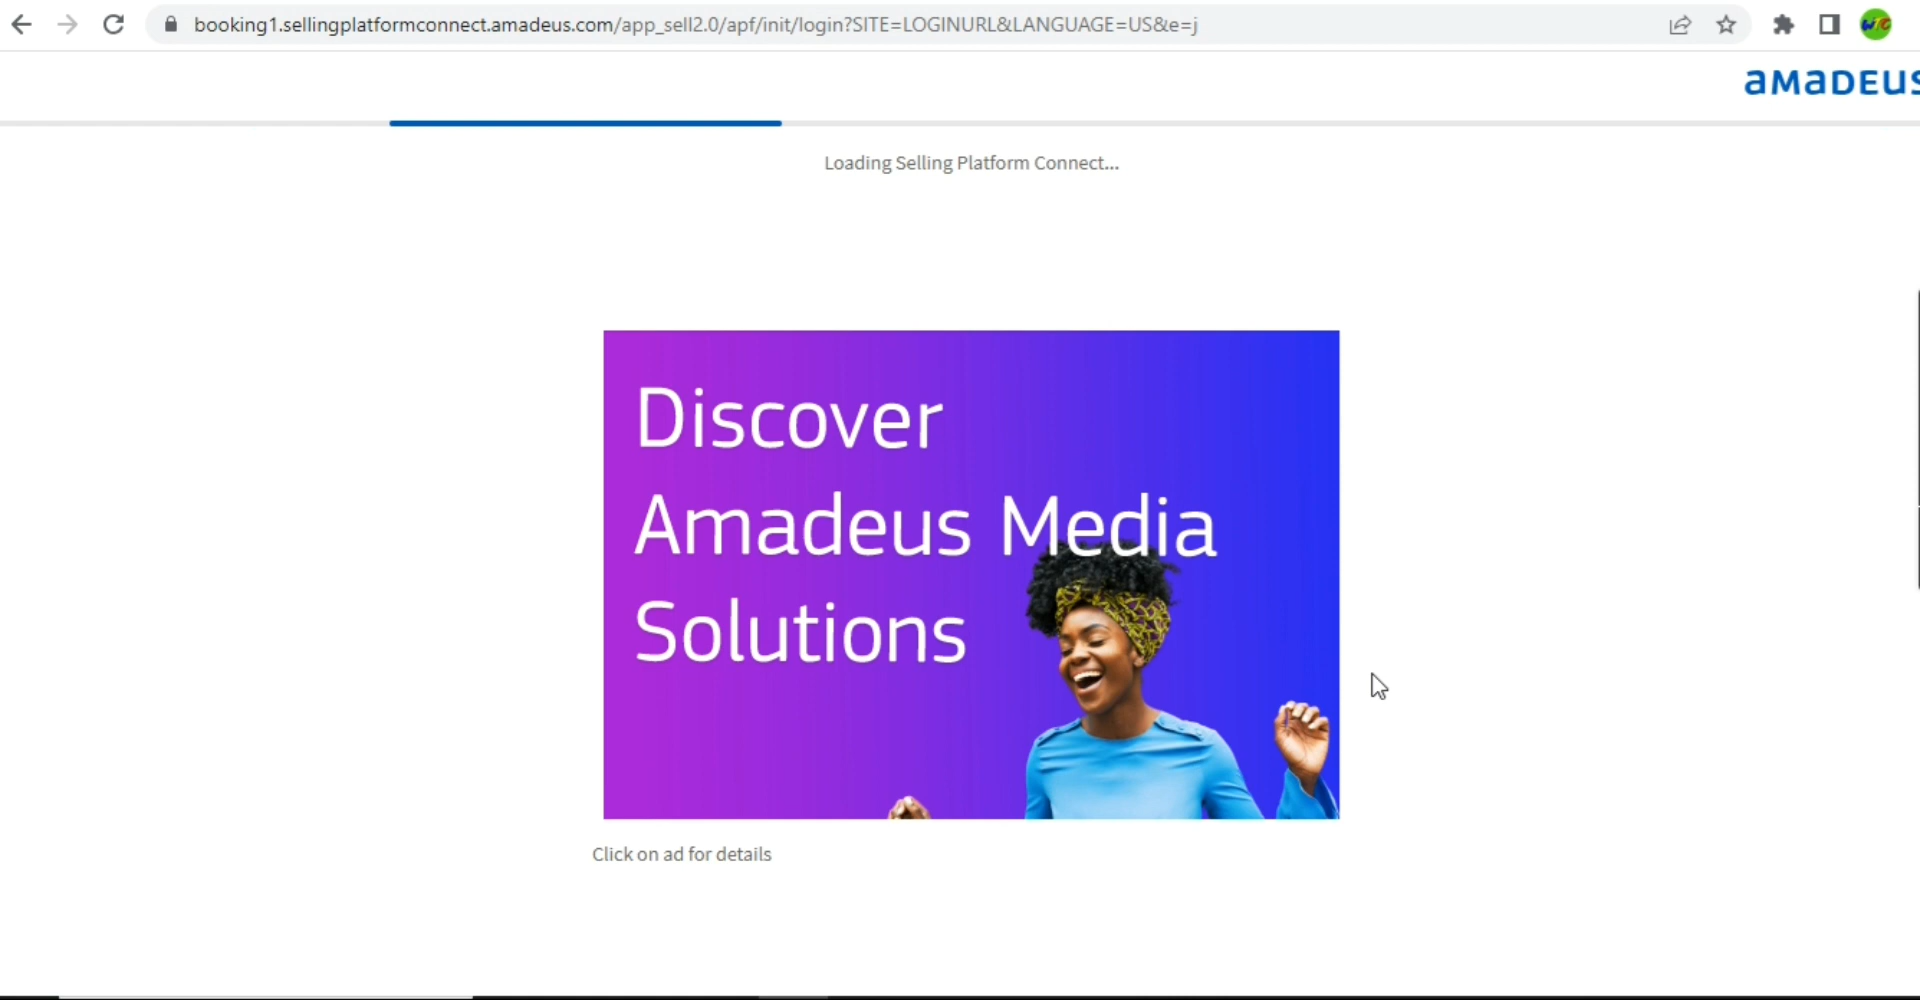 booking1.sellingplatformconnect.amadeus.com/app_sell2.0/apf/init/login?SITE=LOGINURL&LANGUAGE=US&e=j
WTC
aMaDEUS
Loading Selling Platform Connect...
Discover
Amadeus Media
Solutions
Click on ad for details